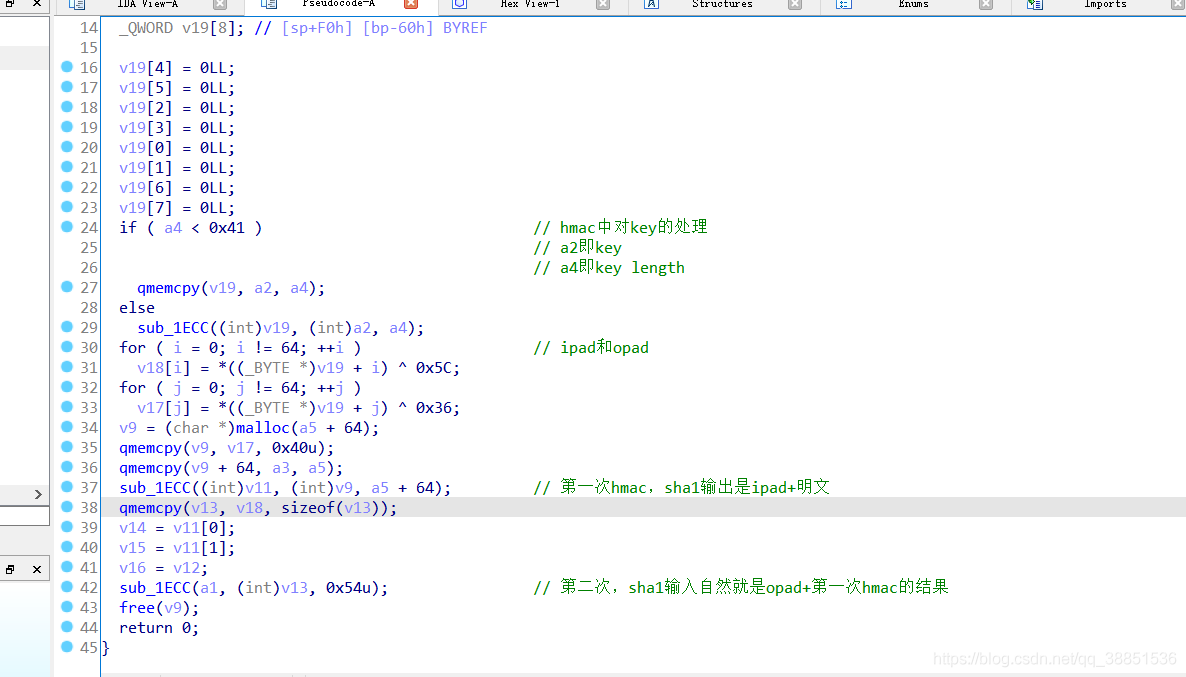 IDA View-A Pseudocode-A Hex View-1 Structures Enums Imports
14 _QWORD v19[8]; // [sp+F0h] [bp-60h] BYREF
15
16 v19[4] = 0LL;
17 v19[5] = 0LL;
18 v19[2] = 0LL;
19 v19[3] = 0LL;
20 v19[0] = 0LL;
21 v19[1] = 0LL;
22 v19[6] = 0LL;
23 v19[7] = 0LL;
24 if ( a4 < 0x41 ) // hmac中对key的处理
25 // a2即key
26 // a4即key length
27 qmemcpy(v19, a2, a4);
28 else
29 sub_1ECC((int)v19, (int)a2, a4);
30 for ( i = 0; i != 64; ++i ) // ipad和opad
31 v18[i] = *((_BYTE *)v19 + i) ^ 0x5C;
32 for ( j = 0; j != 64; ++j )
33 v17[j] = *((_BYTE *)v19 + j) ^ 0x36;
34 v9 = (char *)malloc(a5 + 64);
35 qmemcpy(v9, v17, 0x40u);
36 qmemcpy(v9 + 64, a3, a5);
37 sub_1ECC((int)v11, (int)v9, a5 + 64); // 第一次hmac，sha1输出是ipad+明文
38 qmemcpy(v13, v18, sizeof(v13));
39 v14 = v11[0];
40 v15 = v11[1];
41 v16 = v12;
42 sub_1ECC(a1, (int)v13, 0x54u); // 第二次，sha1输入自然就是opad+第一次hmac的结果
43 free(v9);
44 return 0;
45 }
https://blog.csdn.net/qq_38851536